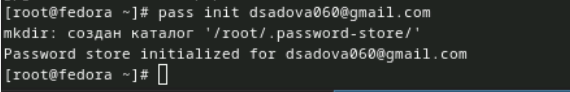 [root@fedora ~]# pass init dsadova060@gmail.com
mkdir: создан каталог '/root/.password-store/'
Password store initialized for dsadova060@gmail.com
[root@fedora ~]#